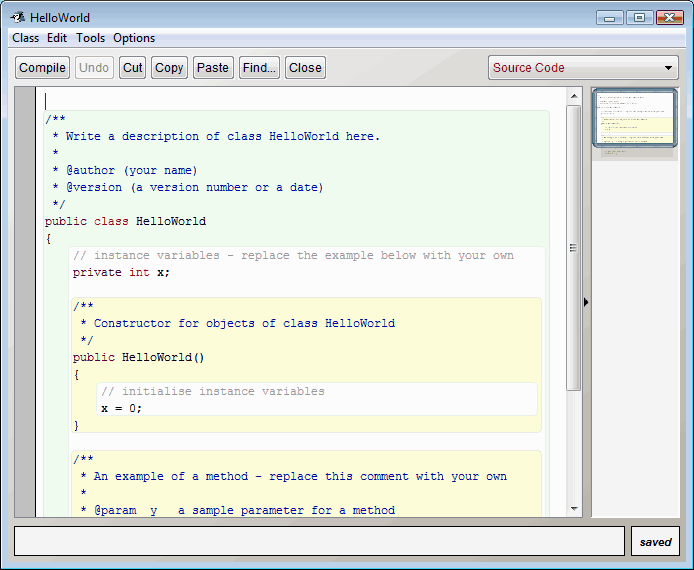 HelloWorld
Class Edit Tools Options
Compile Undo Cut Copy Paste Find... Close Source Code
/**
* Write a description of class HelloWorld here.
*
* @author (your name)
* @version (a version number or a date)
*/
public class HelloWorld
{
// instance variables - replace the example below with your own
private int x;
/**
* Constructor for objects of class HelloWorld
*/
public HelloWorld()
{
// initialise instance variables
x = 0;
}
/**
* An example of a method - replace this comment with your own
*
* @param y a sample parameter for a method
saved